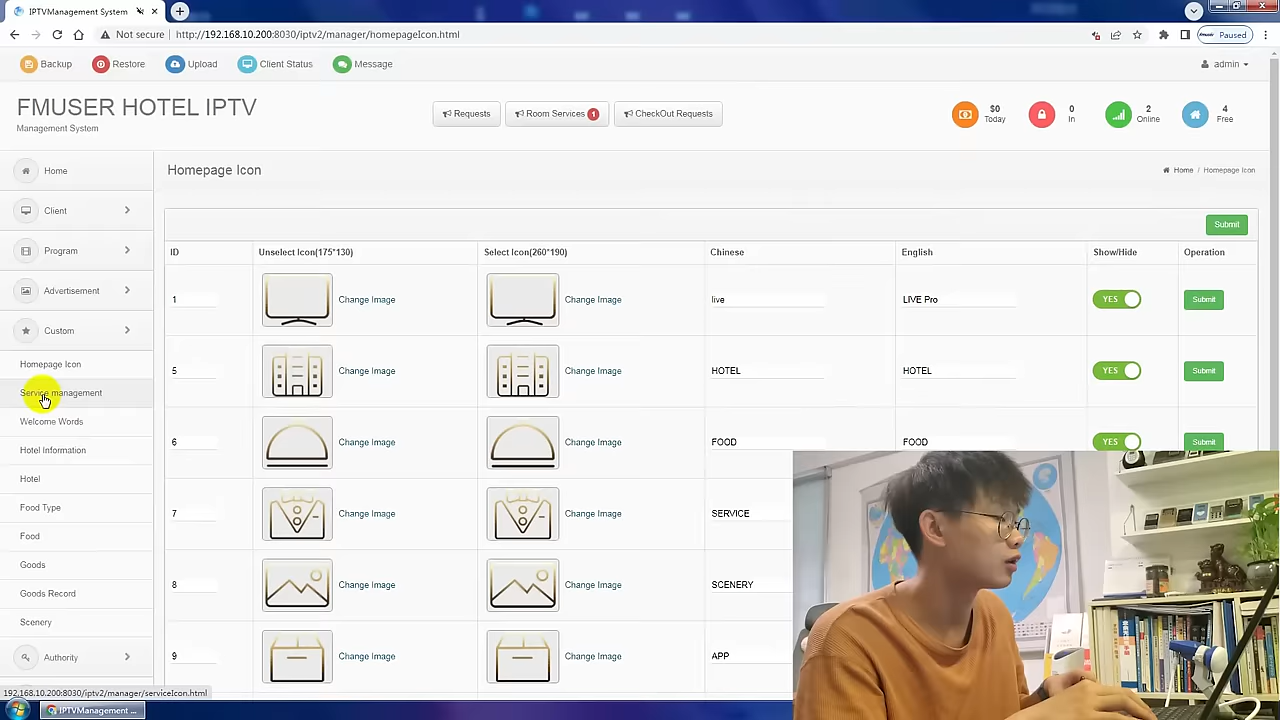 IPTVManagement System
Not secure
http://192.168.10.200:8030/iptv2/manager/homepageIcon.html
Paused
Backup
Restore
Upload
Client Status
Message
admin
FMUSER HOTEL IPTV
Management System
Requests
Room Services 1
CheckOut Requests
$0
Today
0
In
2
Online
4
Free
Home
Client
Program
Advertisement
Custom
Homepage Icon
Service management
Welcome Words
Hotel Information
Hotel
Food Type
Food
Goods
Goods Record
Scenery
Authority
Homepage Icon
Home / Homepage Icon
Submit
ID
Unselect Icon(175*130)
Select Icon(260*190)
Chinese
English
Show/Hide
Operation
1
Change Image
Change Image
live
LIVE Pro
YES
Submit
5
Change Image
Change Image
HOTEL
HOTEL
YES
Submit
6
Change Image
Change Image
FOOD
FOOD
YES
Submit
7
Change Image
Change Image
SERVICE
8
Change Image
Change Image
SCENERY
9
Change Image
Change Image
APP
192.168.10.200:8030/iptv2/manager/serviceIcon.html
IPTVManagement ...